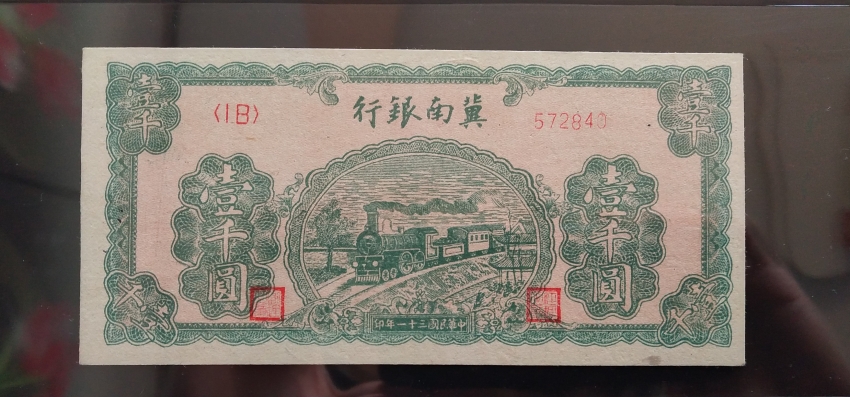 壹千
壹千
〈IB〉
冀南銀行
572840
壹千圓
壹千圓
中華民國三十一年印